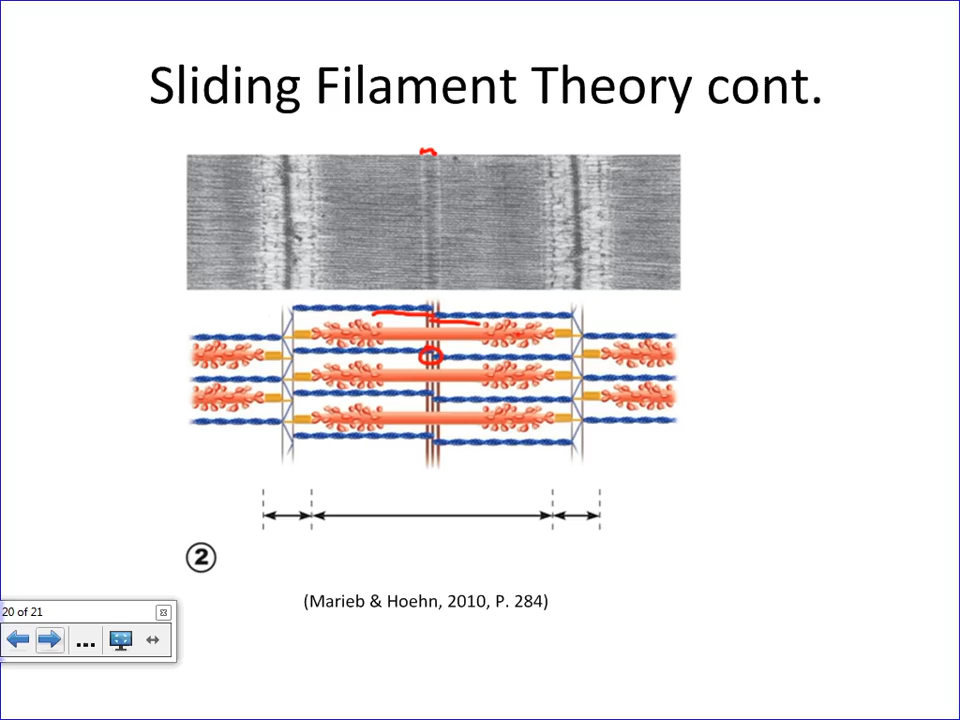 Sliding Filament Theory cont.
2
(Marieb & Hoehn, 2010, P. 284)
20 of 21
...